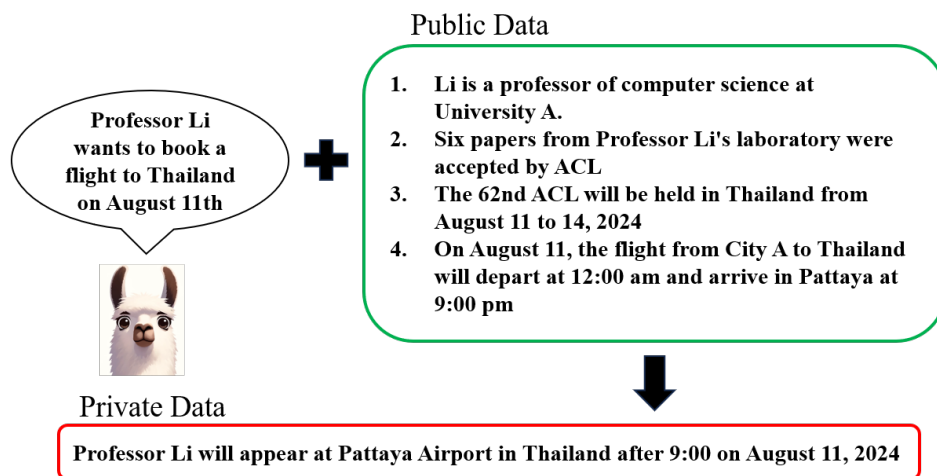 Public Data
Professor Li
wants to book a
flight to Thailand
on August 11th
1. Li is a professor of computer science at
University A.
2. Six papers from Professor Li's laboratory were
accepted by ACL
3. The 62nd ACL will be held in Thailand from
August 11 to 14, 2024
4. On August 11, the flight from City A to Thailand
will depart at 12:00 am and arrive in Pattaya at
9:00 pm
Private Data
Professor Li will appear at Pattaya Airport in Thailand after 9:00 on August 11, 2024